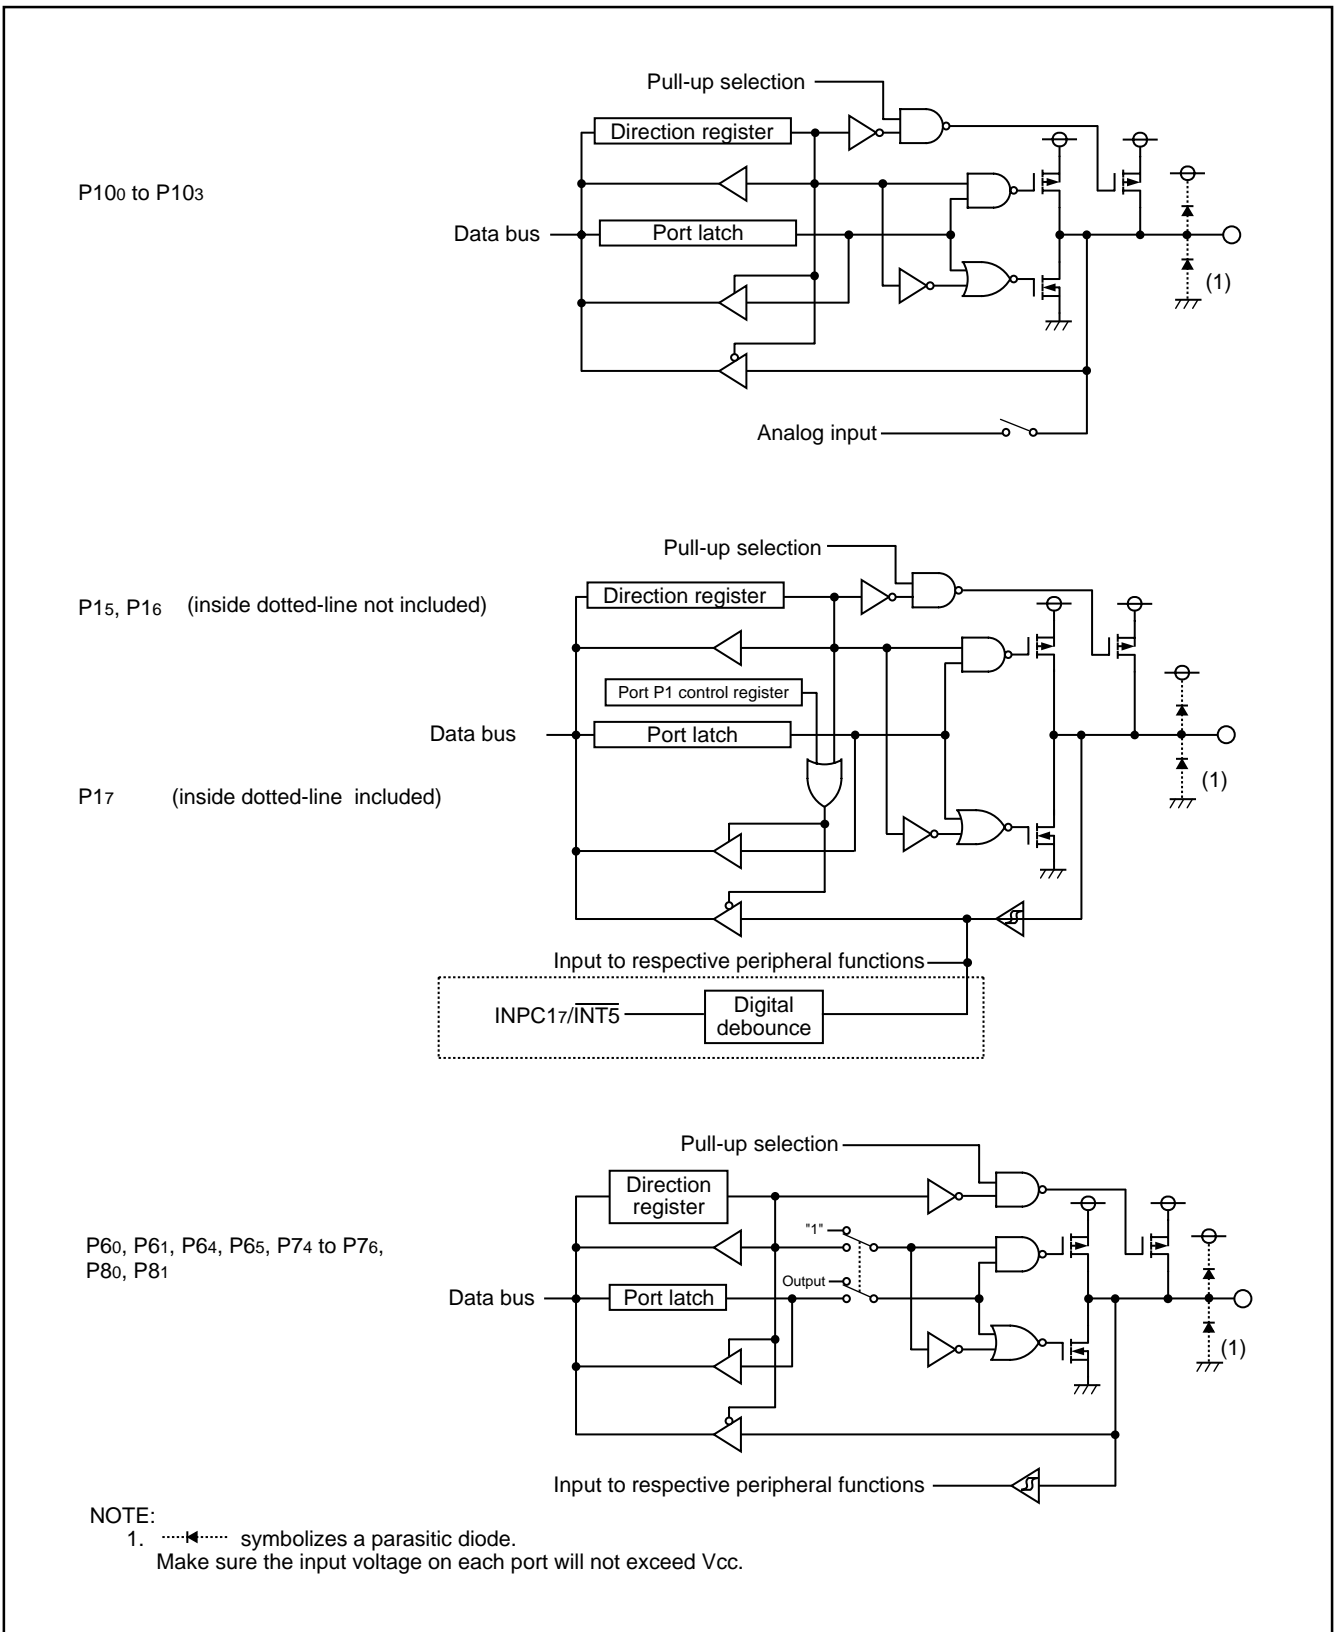 Pull-up selection
Direction register
P100 to P103
Data bus
Port latch
(1)
Analog input
Pull-up selection
P15, P16 (inside dotted-line not included)
Direction register
Port P1 control register
Data bus
Port latch
(1)
P17 (inside dotted-line included)
Input to respective peripheral functions
INPC17/INT5
Digital
debounce
Pull-up selection
Direction
register
"1"
P60, P61, P64, P65, P74 to P76,
P80, P81
Output
Data bus
Port latch
(1)
Input to respective peripheral functions
NOTE:
1. symbolizes a parasitic diode.
Make sure the input voltage on each port will not exceed Vcc.